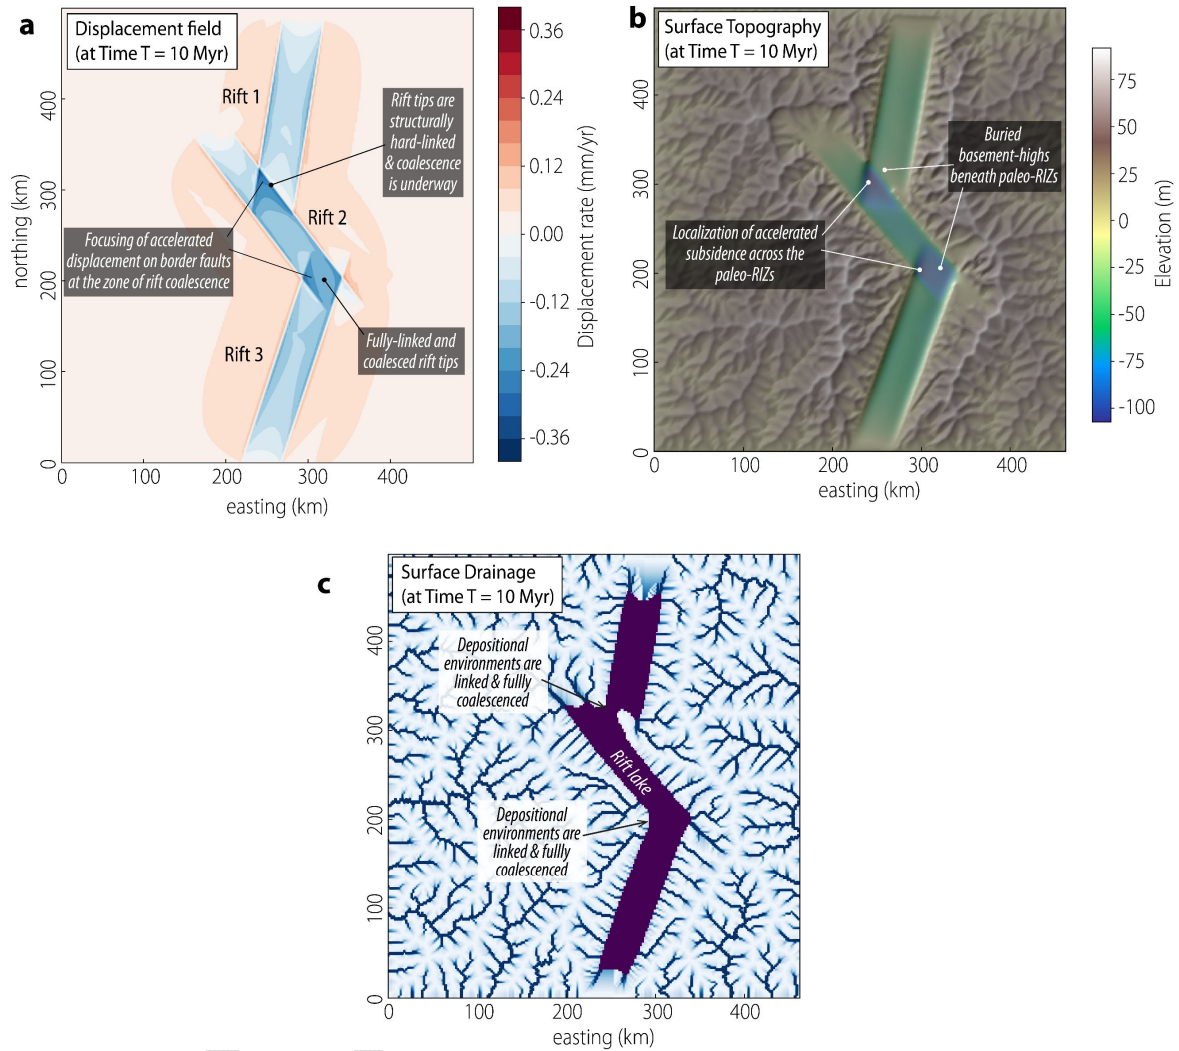 a
Displacement field
(at Time T = 10 Myr)
Rift 1
Rift tips are
structurally
hard-linked
& coalescence
is underway
Rift 2
Focusing of accelerated
displacement on border faults
at the zone of rift coalescence
Rift 3
Fully-linked and
coalesced rift tips
northing (km)
400
300
200
100
0
0 100 200 300 400
easting (km)
0.36
0.24
0.12
0.00
-0.12
-0.24
-0.36
Displacement rate (mm/yr)
b
Surface Topography
(at Time T = 10 Myr)
Buried
basement-highs
beneath paleo-RIZs
Localization of accelerated
subsidence across the
paleo-RIZs
400
300
200
100
0
0 100 200 300 400
easting (km)
75
50
25
0
-25
-50
-75
-100
Elevation (m)
c
Surface Drainage
(at Time T = 10 Myr)
Depositional
environments are
linked & fullly
coalescenced
Rift lake
Depositional
environments are
linked & fullly
coalescenced
400
300
200
100
0
0 100 200 300 400
easting (km)